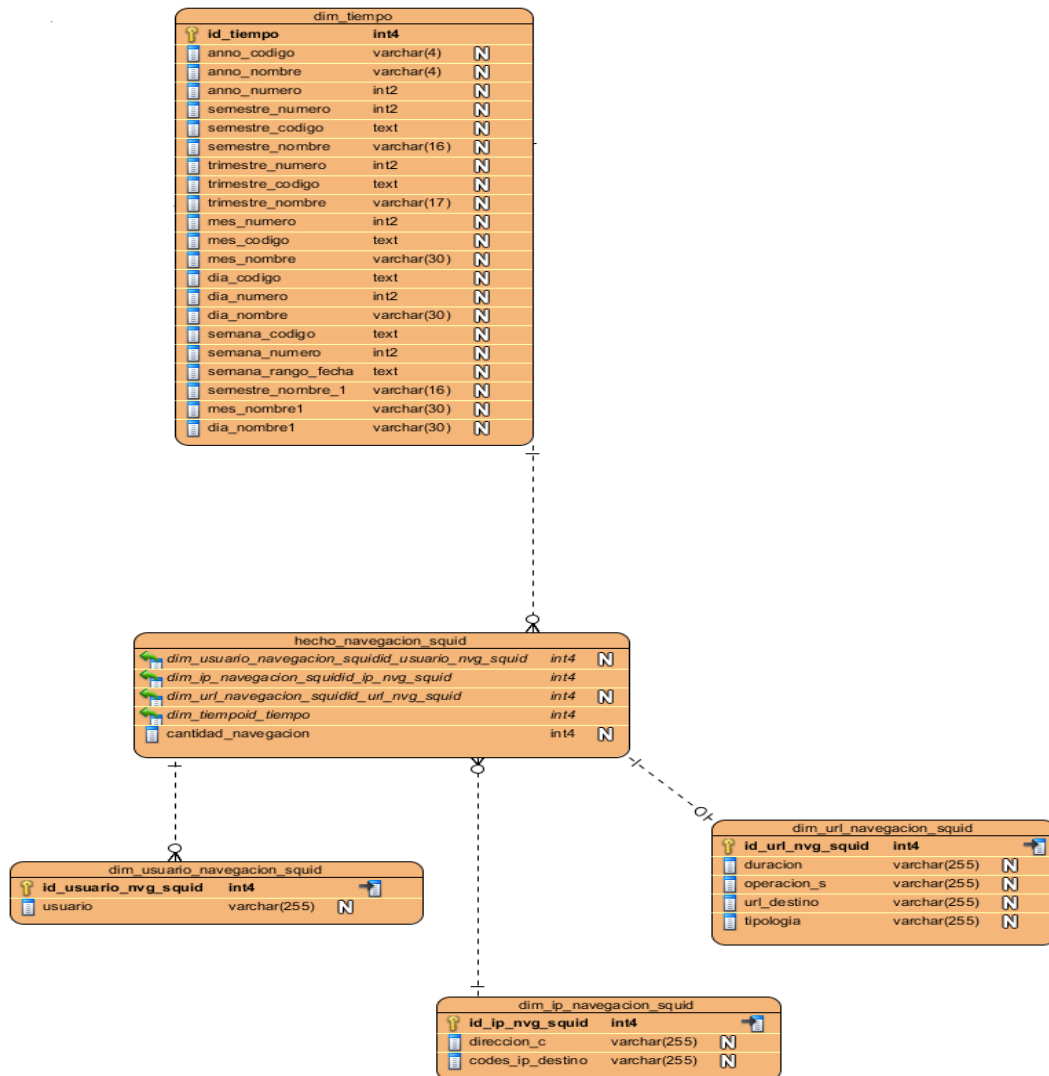 dim_tiempo
id_tiempo int4
anno_codigo varchar(4) N
anno_nombre varchar(4) N
anno_numero int2 N
semestre_numero int2 N
semestre_codigo text N
semestre_nombre varchar(16) N
trimestre_numero int2 N
trimestre_codigo text N
trimestre_nombre varchar(17) N
mes_numero int2 N
mes_codigo text N
mes_nombre varchar(30) N
dia_codigo text N
dia_numero int2 N
dia_nombre varchar(30) N
semana_codigo text N
semana_numero int2 N
semana_rango_fecha text N
semestre_nombre_1 varchar(16) N
mes_nombre1 varchar(30) N
dia_nombre1 varchar(30) N
hecho_navegacion_squid
dim_usuario_navegacion_squidid_usuario_nvg_squid int4 N
dim_ip_navegacion_squidid_ip_nvg_squid int4
dim_url_navegacion_squidid_url_nvg_squid int4 N
dim_tiempoid_tiempo int4
cantidad_navegacion int4 N
dim_url_navegacion_squid
id_url_nvg_squid int4
duracion varchar(255) N
operacion_s varchar(255) N
url_destino varchar(255) N
tipologia varchar(255) N
dim_usuario_navegacion_squid
id_usuario_nvg_squid int4
usuario varchar(255) N
dim_ip_navegacion_squid
id_ip_nvg_squid int4
direccion_c varchar(255) N
codes_ip_destino varchar(255) N